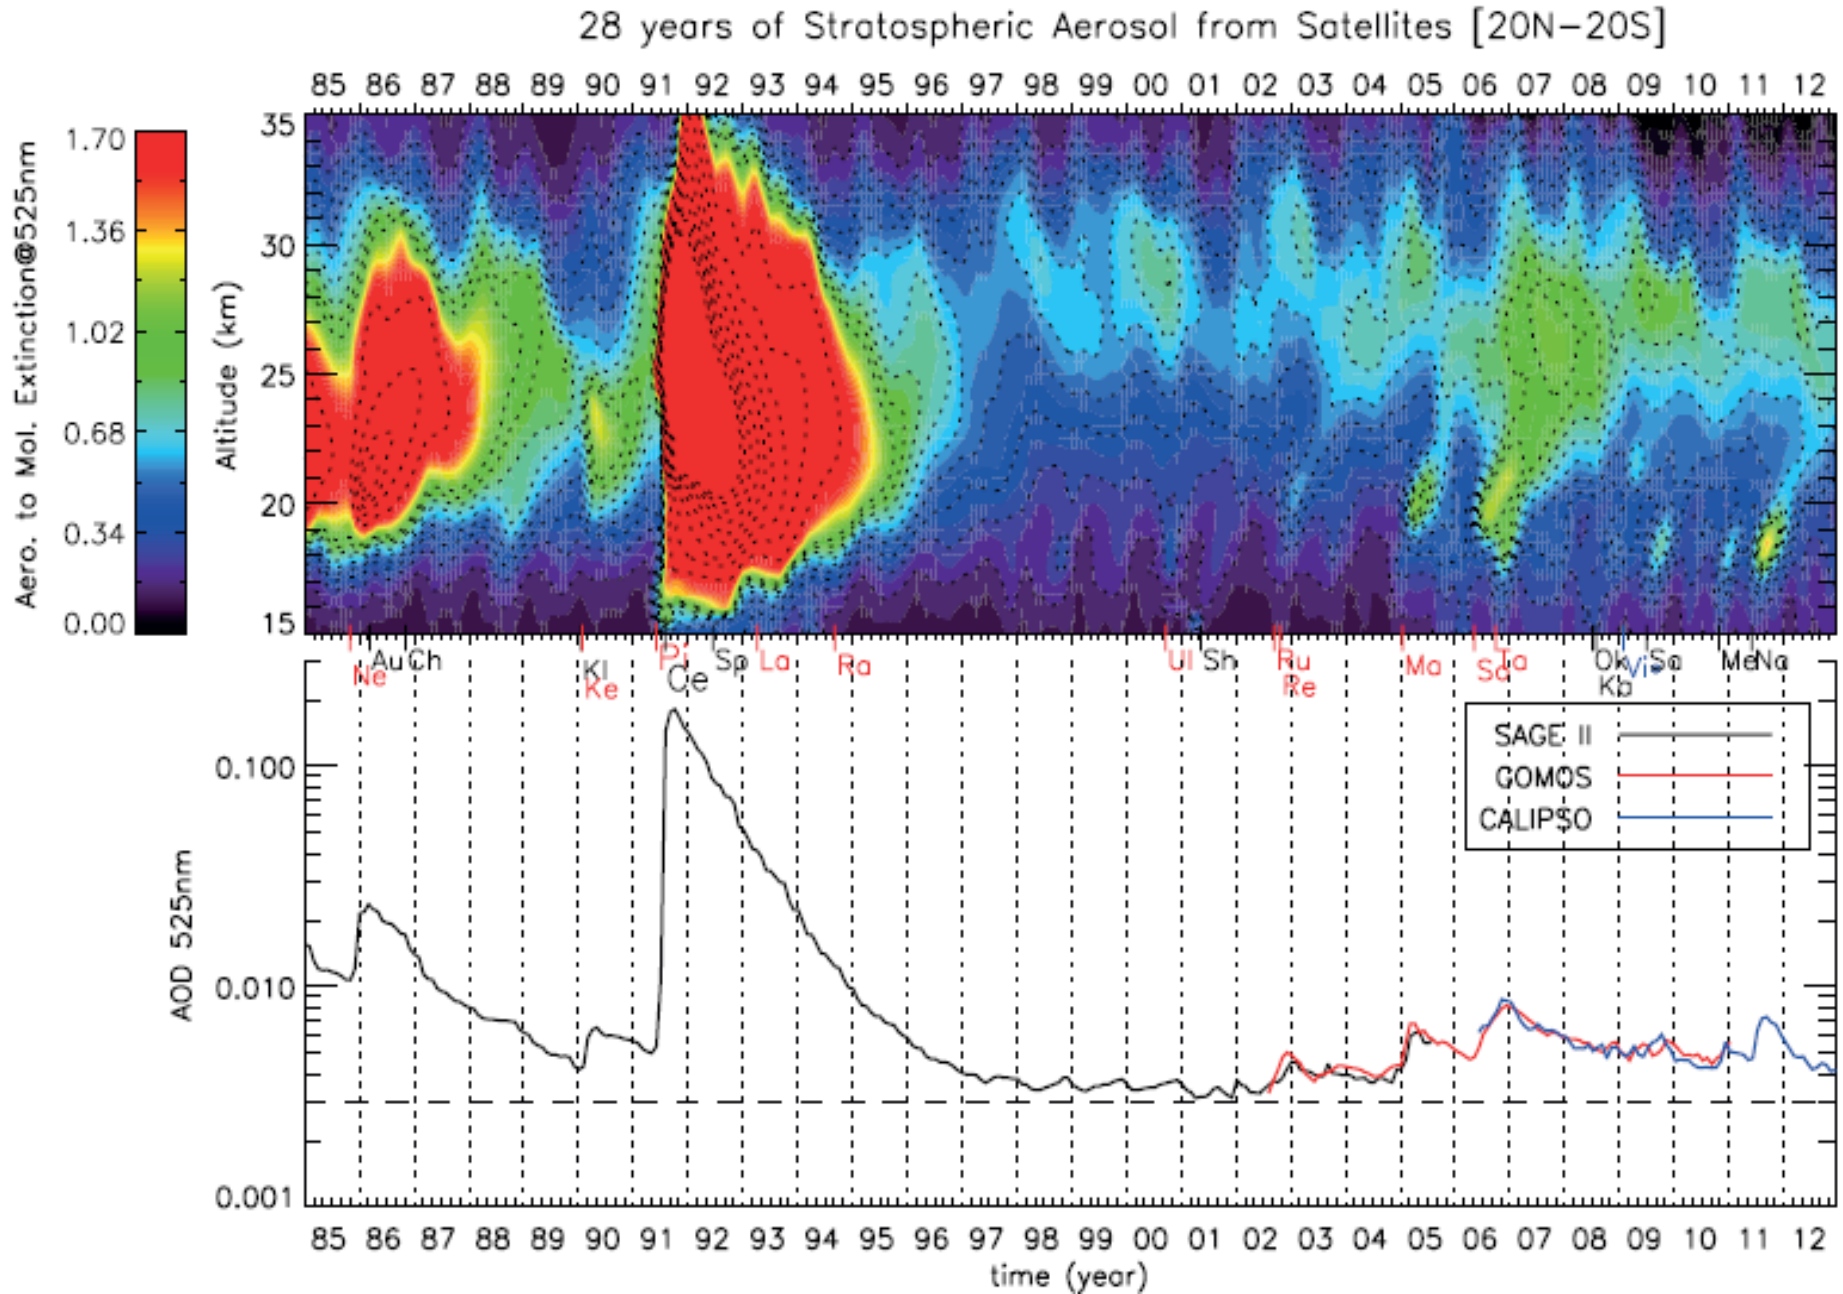 28 years of Stratospheric Aerosol from Satellites [20N-20S]
85 86 87 88 89 90 91 92 93 94 95 96 97 98 99 00 01 02 03 04 05 06 07 08 09 10 11 12
Aero. to Mol. Extinction@525nm
1.70
1.36
1.02
0.68
0.34
0.00
Altitude (km)
35
30
25
20
15
Ne Au Ch Kl Ke Pi Ce Sp La Ra Ul Sh Ru Re Ma So Ta Ok Ka Vi Sa Me Na
SAGE II
GOMOS
CALIPSO
AOD 525nm
0.100
0.010
0.001
85 86 87 88 89 90 91 92 93 94 95 96 97 98 99 00 01 02 03 04 05 06 07 08 09 10 11 12
time (year)